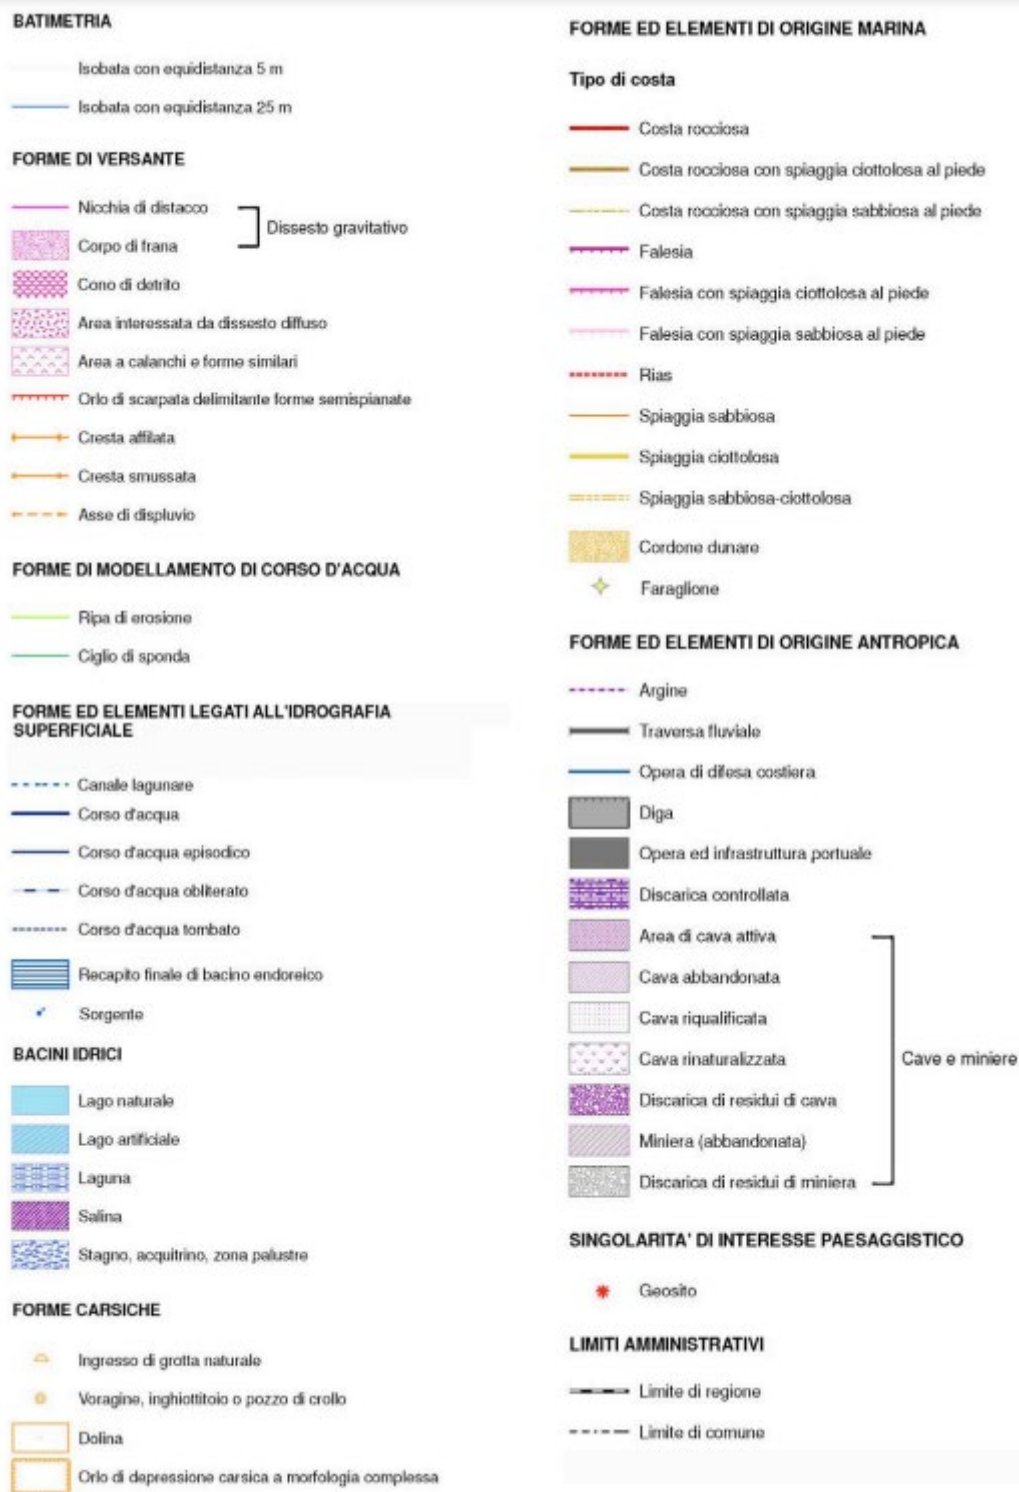 BATIMETRIA
Isobata con equidistanza 5 m
Isobata con equidistanza 25 m
FORME DI VERSANTE
Nicchia di distacco
Corpo di frana
Dissesto gravitativo
Cono di detrito
Area interessata da dissesto diffuso
Area a calanchi e forme similari
Orlo di scarpata delimitante forme semispianate
Cresta affilata
Cresta smussata
Asse di displuvio
FORME DI MODELLAMENTO DI CORSO D'ACQUA
Ripa di erosione
Ciglio di sponda
FORME ED ELEMENTI LEGATI ALL'IDROGRAFIA
SUPERFICIALE
Canale lagunare
Corso d'acqua
Corso d'acqua episodico
Corso d'acqua obliterato
Corso d'acqua tombato
Recapito finale di bacino endoreico
Sorgente
BACINI IDRICI
Lago naturale
Lago artificiale
Laguna
Salina
Stagno, acquitrino, zona palustre
FORME CARSICHE
Ingresso di grotta naturale
Voragine, inghiottitoio o pozzo di crollo
Dolina
Orlo di depressione carsica a morfologia complessa
FORME ED ELEMENTI DI ORIGINE MARINA
Tipo di costa
Costa rocciosa
Costa rocciosa con spiaggia ciottolosa al piede
Costa rocciosa con spiaggia sabbiosa al piede
Falesia
Falesia con spiaggia ciottolosa al piede
Falesia con spiaggia sabbiosa al piede
Rias
Spiaggia sabbiosa
Spiaggia ciottolosa
Spiaggia sabbiosa-ciottolosa
Cordone dunare
Faraglione
FORME ED ELEMENTI DI ORIGINE ANTROPICA
Argine
Traversa fluviale
Opera di difesa costiera
Diga
Opera ed infrastruttura portuale
Discarica controllata
Area di cava attiva
Cava abbandonata
Cava riqualificata
Cava rinaturalizzata
Discarica di residui di cava
Miniera (abbandonata)
Discarica di residui di miniera
Cave e miniere
SINGOLARITA' DI INTERESSE PAESAGGISTICO
Geosito
LIMITI AMMINISTRATIVI
Limite di regione
Limite di comune